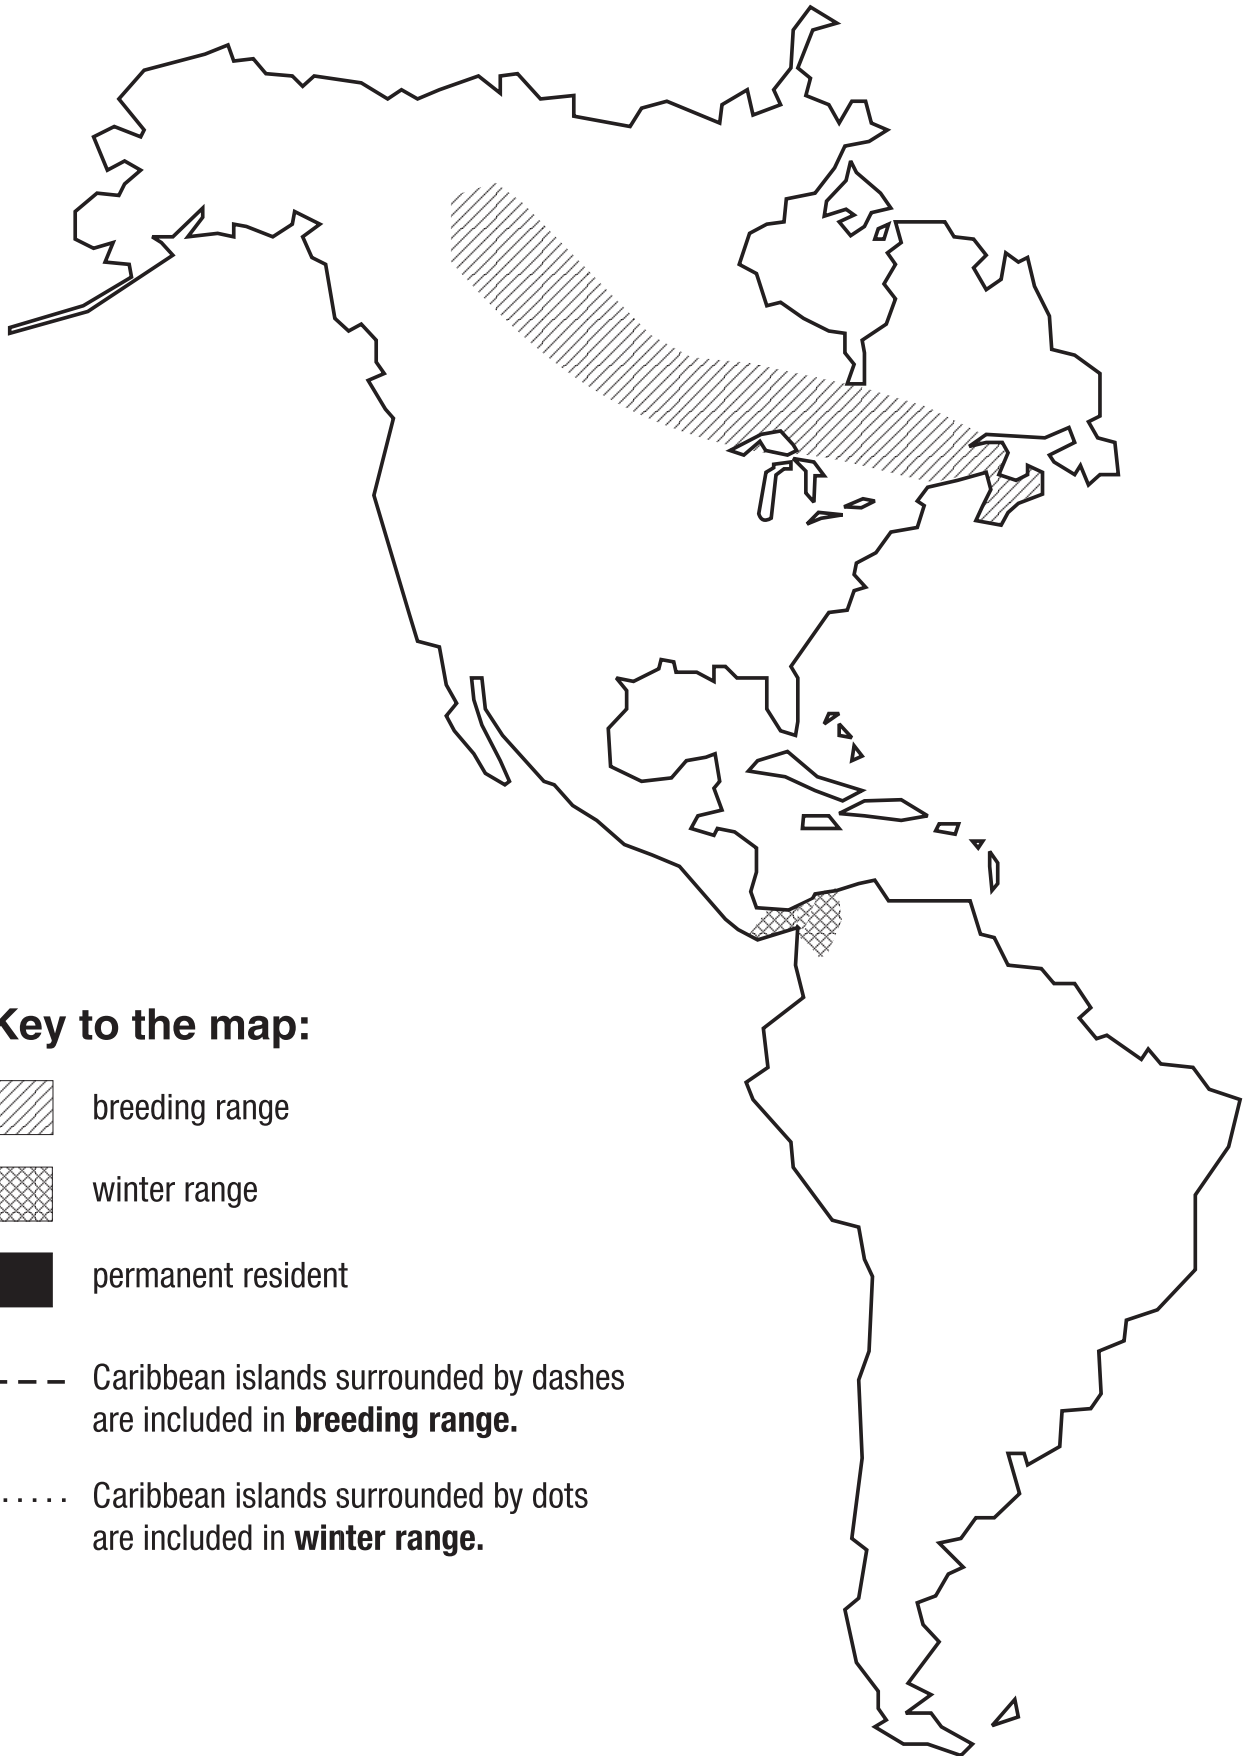 Key to the map:
breeding range
winter range
permanent resident
Caribbean islands surrounded by dashes
are included in breeding range.
Caribbean islands surrounded by dots
are included in winter range.